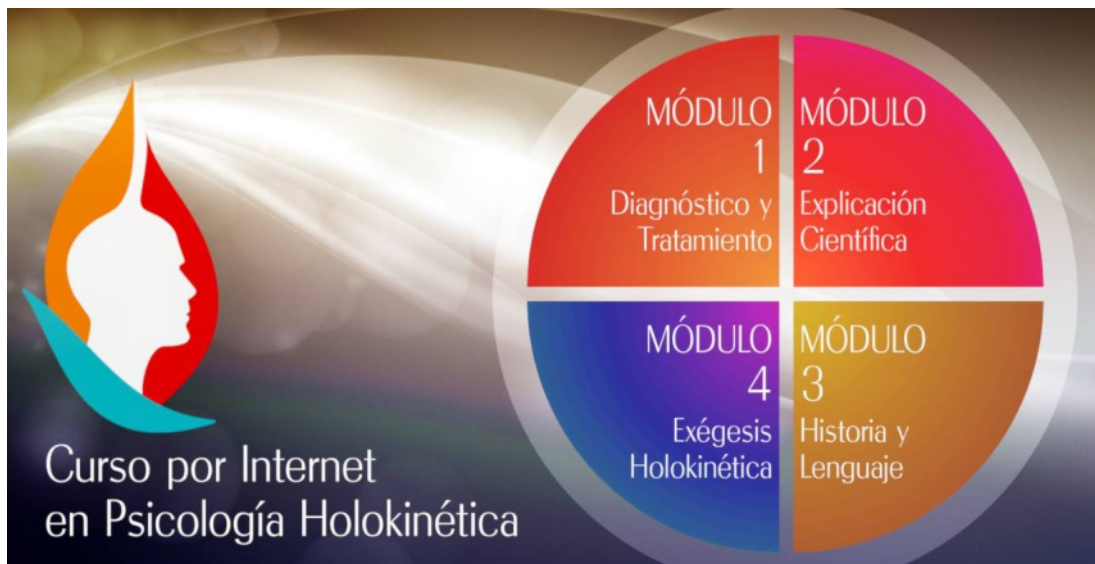 MÓDULO
1
Diagnóstico y
Tratamiento
MÓDULO
2
Explicación
Científica
MÓDULO
3
Historia y
Lenguaje
MÓDULO
4
Exégesis
Holokinética
Curso por Internet
en Psicología Holokinética